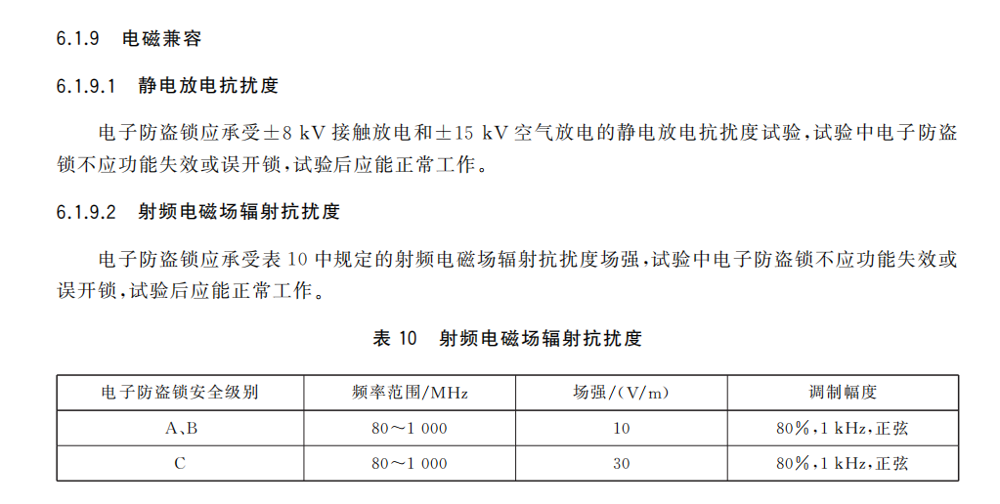 6.1.9 电磁兼容
6.1.9.1 静电放电抗扰度
电子防盗锁应承受±8 kV 接触放电和±15 kV 空气放电的静电放电抗扰度试验,试验中电子防盗
锁不应功能失效或误开锁,试验后应能正常工作。
6.1.9.2 射频电磁场辐射抗扰度
电子防盗锁应承受表 10 中规定的射频电磁场辐射抗扰度场强,试验中电子防盗锁不应功能失效或
误开锁,试验后应能正常工作。
表 10 射频电磁场辐射抗扰度
电子防盗锁安全级别 频率范围/MHz 场强/(V/m) 调制幅度
A、B 80～1 000 10 80%,1 kHz,正弦
C 80～1 000 30 80%,1 kHz,正弦